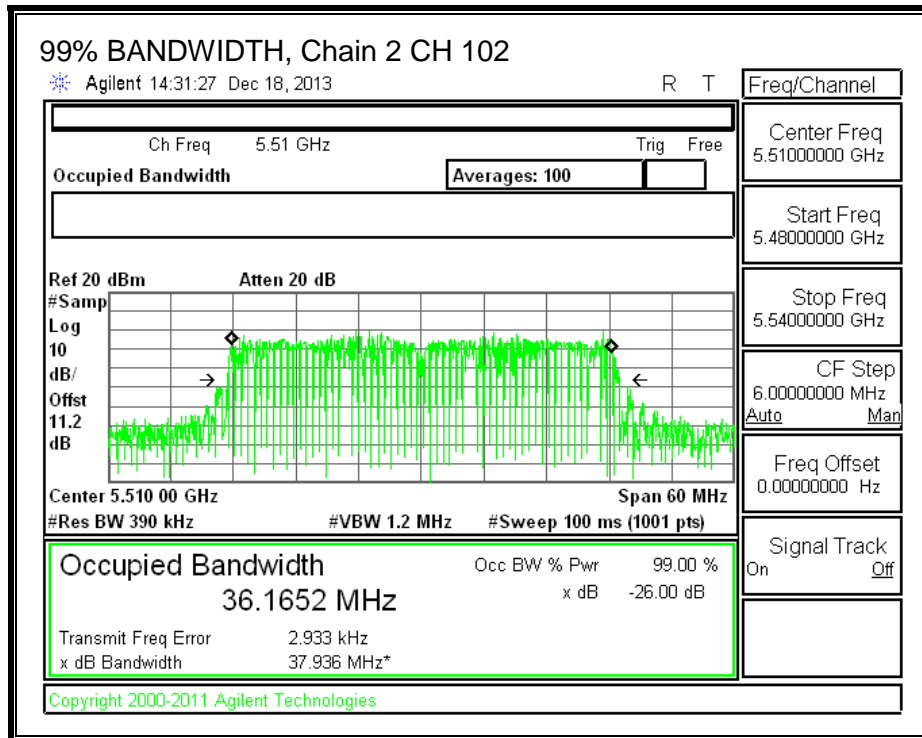 99% BANDWIDTH, Chain 2 CH 102
Agilent 14:31:27 Dec 18, 2013 R T
Ch Freq 5.51 GHz Trig Free
Occupied Bandwidth Averages: 100
Ref 20 dBm Atten 20 dB
#Samp
Log
10
dB/
Offst
11.2
dB
Center 5.510 00 GHz Span 60 MHz
#Res BW 390 kHz #VBW 1.2 MHz #Sweep 100 ms (1001 pts)
Occupied Bandwidth Occ BW % Pwr 99.00 %
36.1652 MHz x dB -26.00 dB
Transmit Freq Error 2.933 kHz
x dB Bandwidth 37.936 MHz*
Copyright 2000-2011 Agilent Technologies
Freq/Channel
Center Freq
5.51000000 GHz
Start Freq
5.48000000 GHz
Stop Freq
5.54000000 GHz
CF Step
6.00000000 MHz
Auto Man
Freq Offset
0.00000000 Hz
Signal Track
On Off